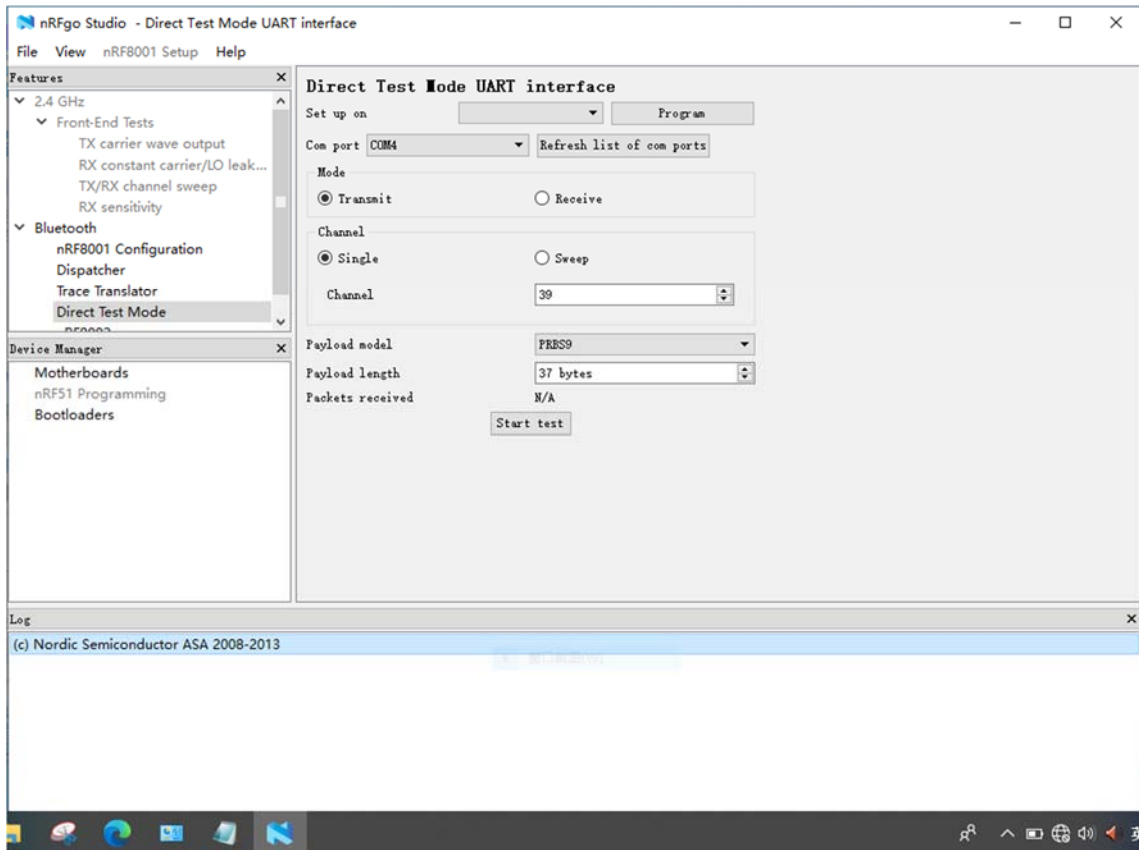 nRFgo Studio - Direct Test Mode UART interface
File View nRF8001 Setup Help
Features
2.4 GHz
Front-End Tests
TX carrier wave output
RX constant carrier/LO leak...
TX/RX channel sweep
RX sensitivity
Bluetooth
nRF8001 Configuration
Dispatcher
Trace Translator
Direct Test Mode
Device Manager
Motherboards
nRF51 Programming
Bootloaders
Direct Test Mode UART interface
Set up on Program
Com port COM4 Refresh list of com ports
Mode
Transmit Receive
Channel
Single Sweep
Channel 39
Payload model PRBS9
Payload length 37 bytes
Packets received N/A
Start test
Log
(c) Nordic Semiconductor ASA 2008-2013